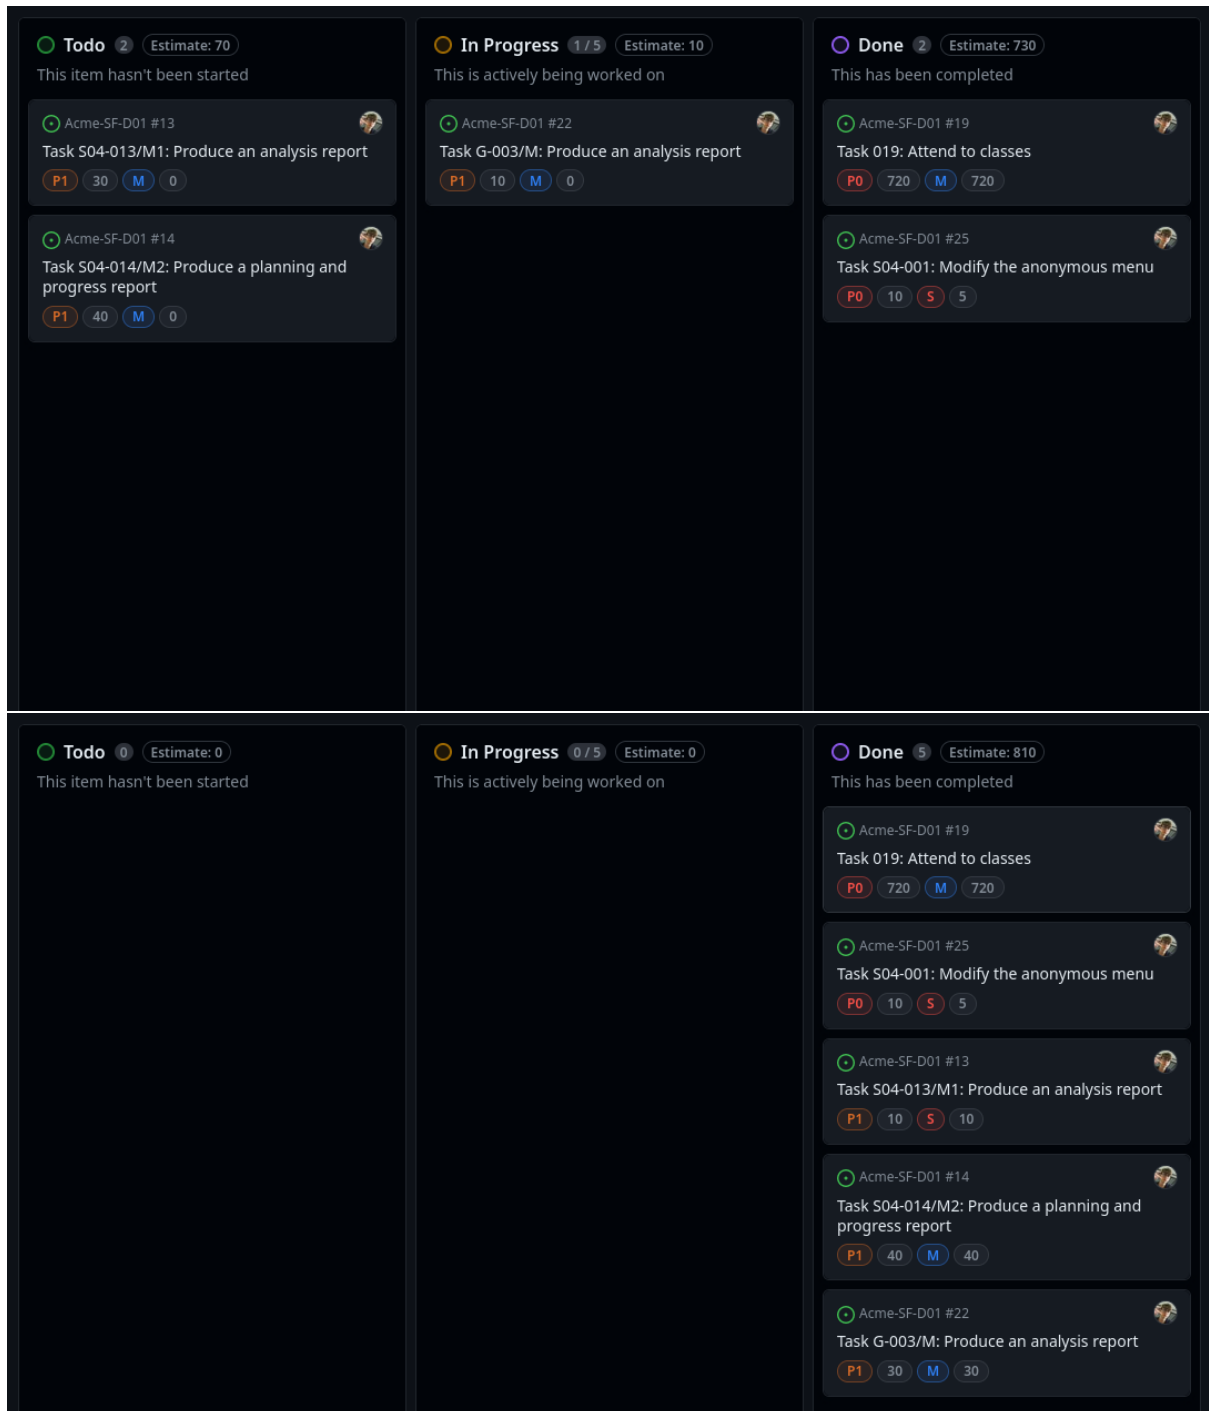 Todo 2 Estimate: 70
This item hasn't been started
Acme-SF-D01 #13
Task S04-013/M1: Produce an analysis report
P1 30 M 0
Acme-SF-D01 #14
Task S04-014/M2: Produce a planning and
progress report
P1 40 M 0
In Progress 1 / 5 Estimate: 10
This is actively being worked on
Acme-SF-D01 #22
Task G-003/M: Produce an analysis report
P1 10 M 0
Done 2 Estimate: 730
This has been completed
Acme-SF-D01 #19
Task 019: Attend to classes
P0 720 M 720
Acme-SF-D01 #25
Task S04-001: Modify the anonymous menu
P0 10 S 5
Todo 0 Estimate: 0
This item hasn't been started
In Progress 0 / 5 Estimate: 0
This is actively being worked on
Done 5 Estimate: 810
This has been completed
Acme-SF-D01 #19
Task 019: Attend to classes
P0 720 M 720
Acme-SF-D01 #25
Task S04-001: Modify the anonymous menu
P0 10 S 5
Acme-SF-D01 #13
Task S04-013/M1: Produce an analysis report
P1 10 S 10
Acme-SF-D01 #14
Task S04-014/M2: Produce a planning and
progress report
P1 40 M 40
Acme-SF-D01 #22
Task G-003/M: Produce an analysis report
P1 30 M 30